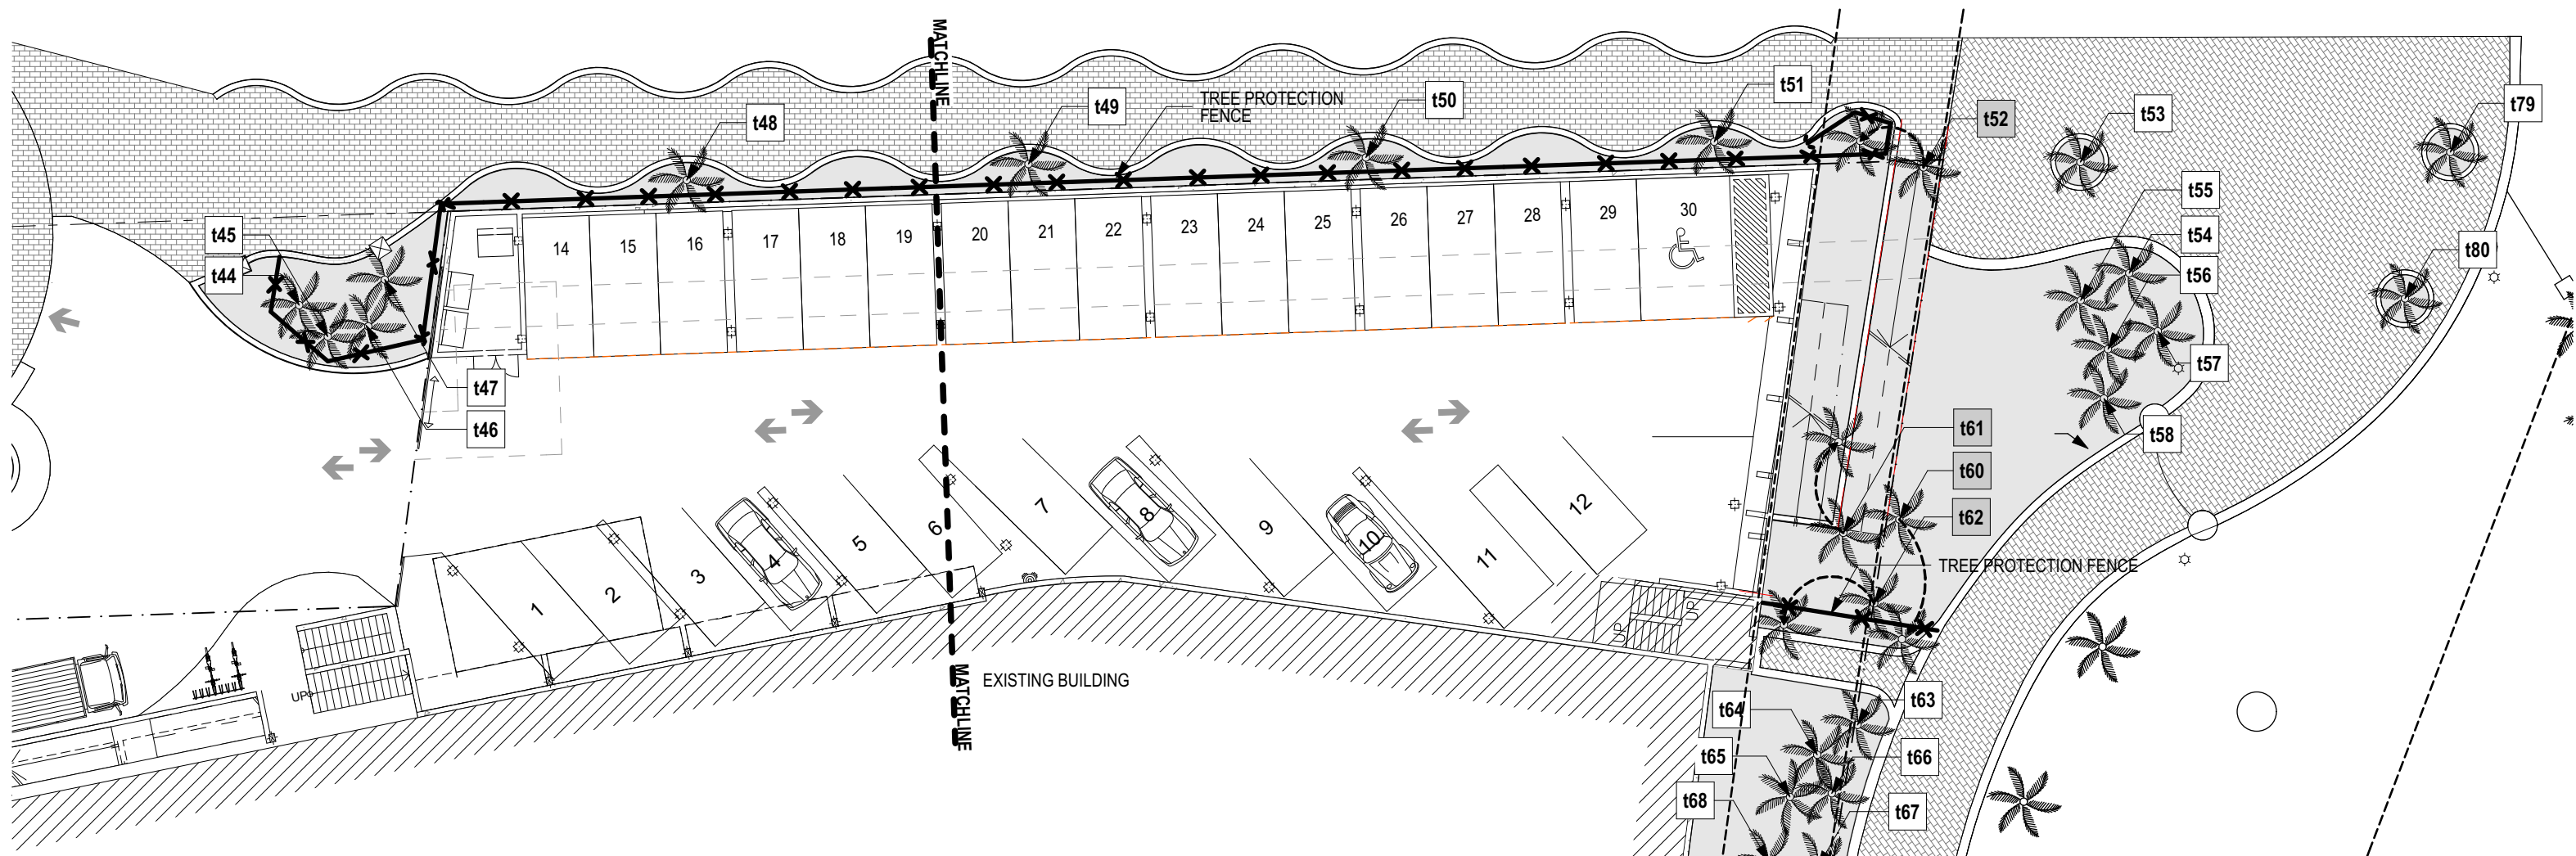 MATCHLINE
t48
t49
TREE PROTECTION
FENCE
t50
t51
t52
t53
t79
t45
t44
t55
t54
t56
t80
t57
t58
14
15
16
17
18
19
20
21
22
23
24
25
26
27
28
29
30
t47
t46
t61
t60
t62
TREE PROTECTION FENCE
1
2
3
4
5
6
7
8
9
10
11
12
UP
UP
UP
MATCHLINE
EXISTING BUILDING
t63
t64
t65
t66
t68
t67